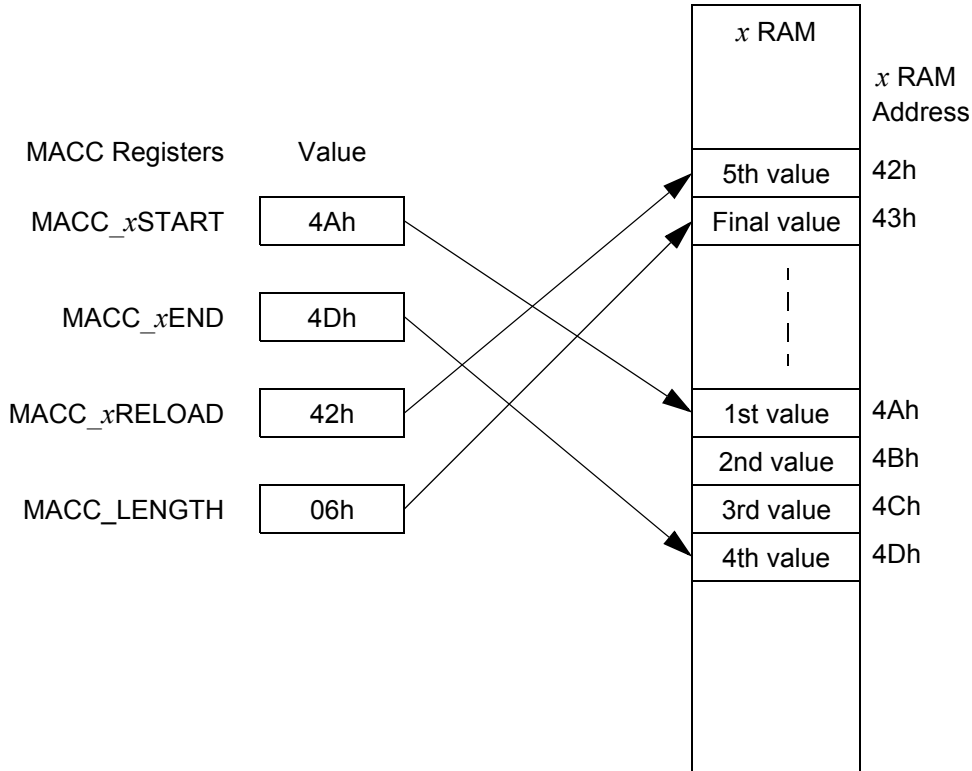 x RAM
x RAM
Address
MACC Registers Value
5th value 42h
MACC_xSTART 4Ah
Final value 43h
MACC_xEND 4Dh
MACC_xRELOAD 42h
1st value 4Ah
2nd value 4Bh
MACC_LENGTH 06h
3rd value 4Ch
4th value 4Dh